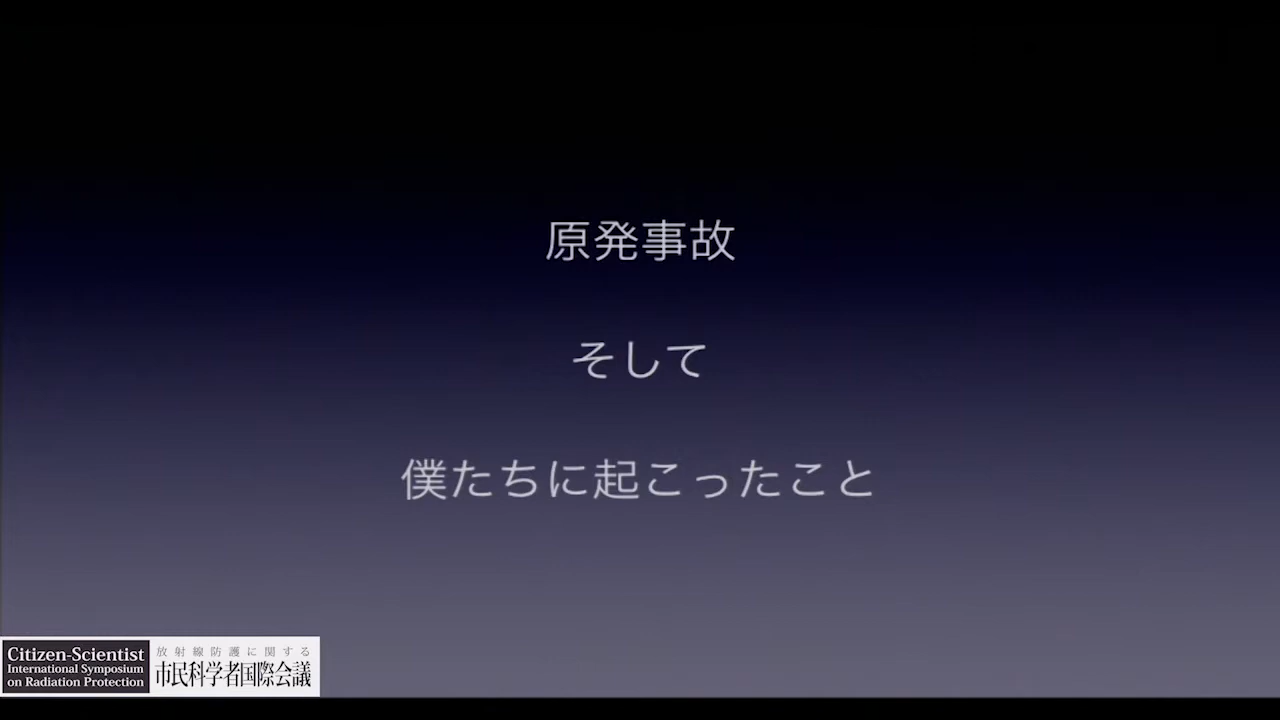 原発事故
そして
僕たちに起こったこと
Citizen-Scientist
International Symposium
on Radiation Protection
放射線防護に関する
市民科学者国際会議